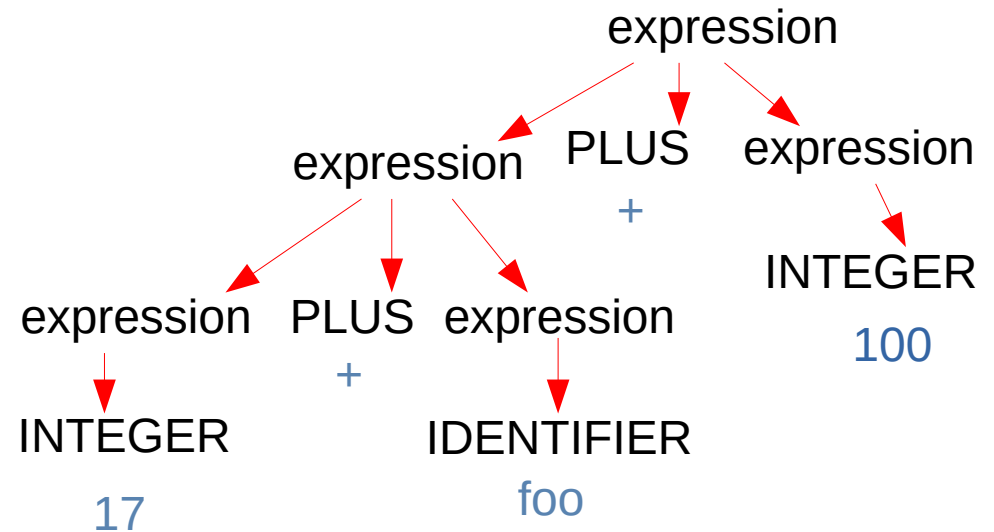 expression
expression PLUS expression
+
INTEGER
100
expression PLUS expression
+
INTEGER IDENTIFIER
17 foo